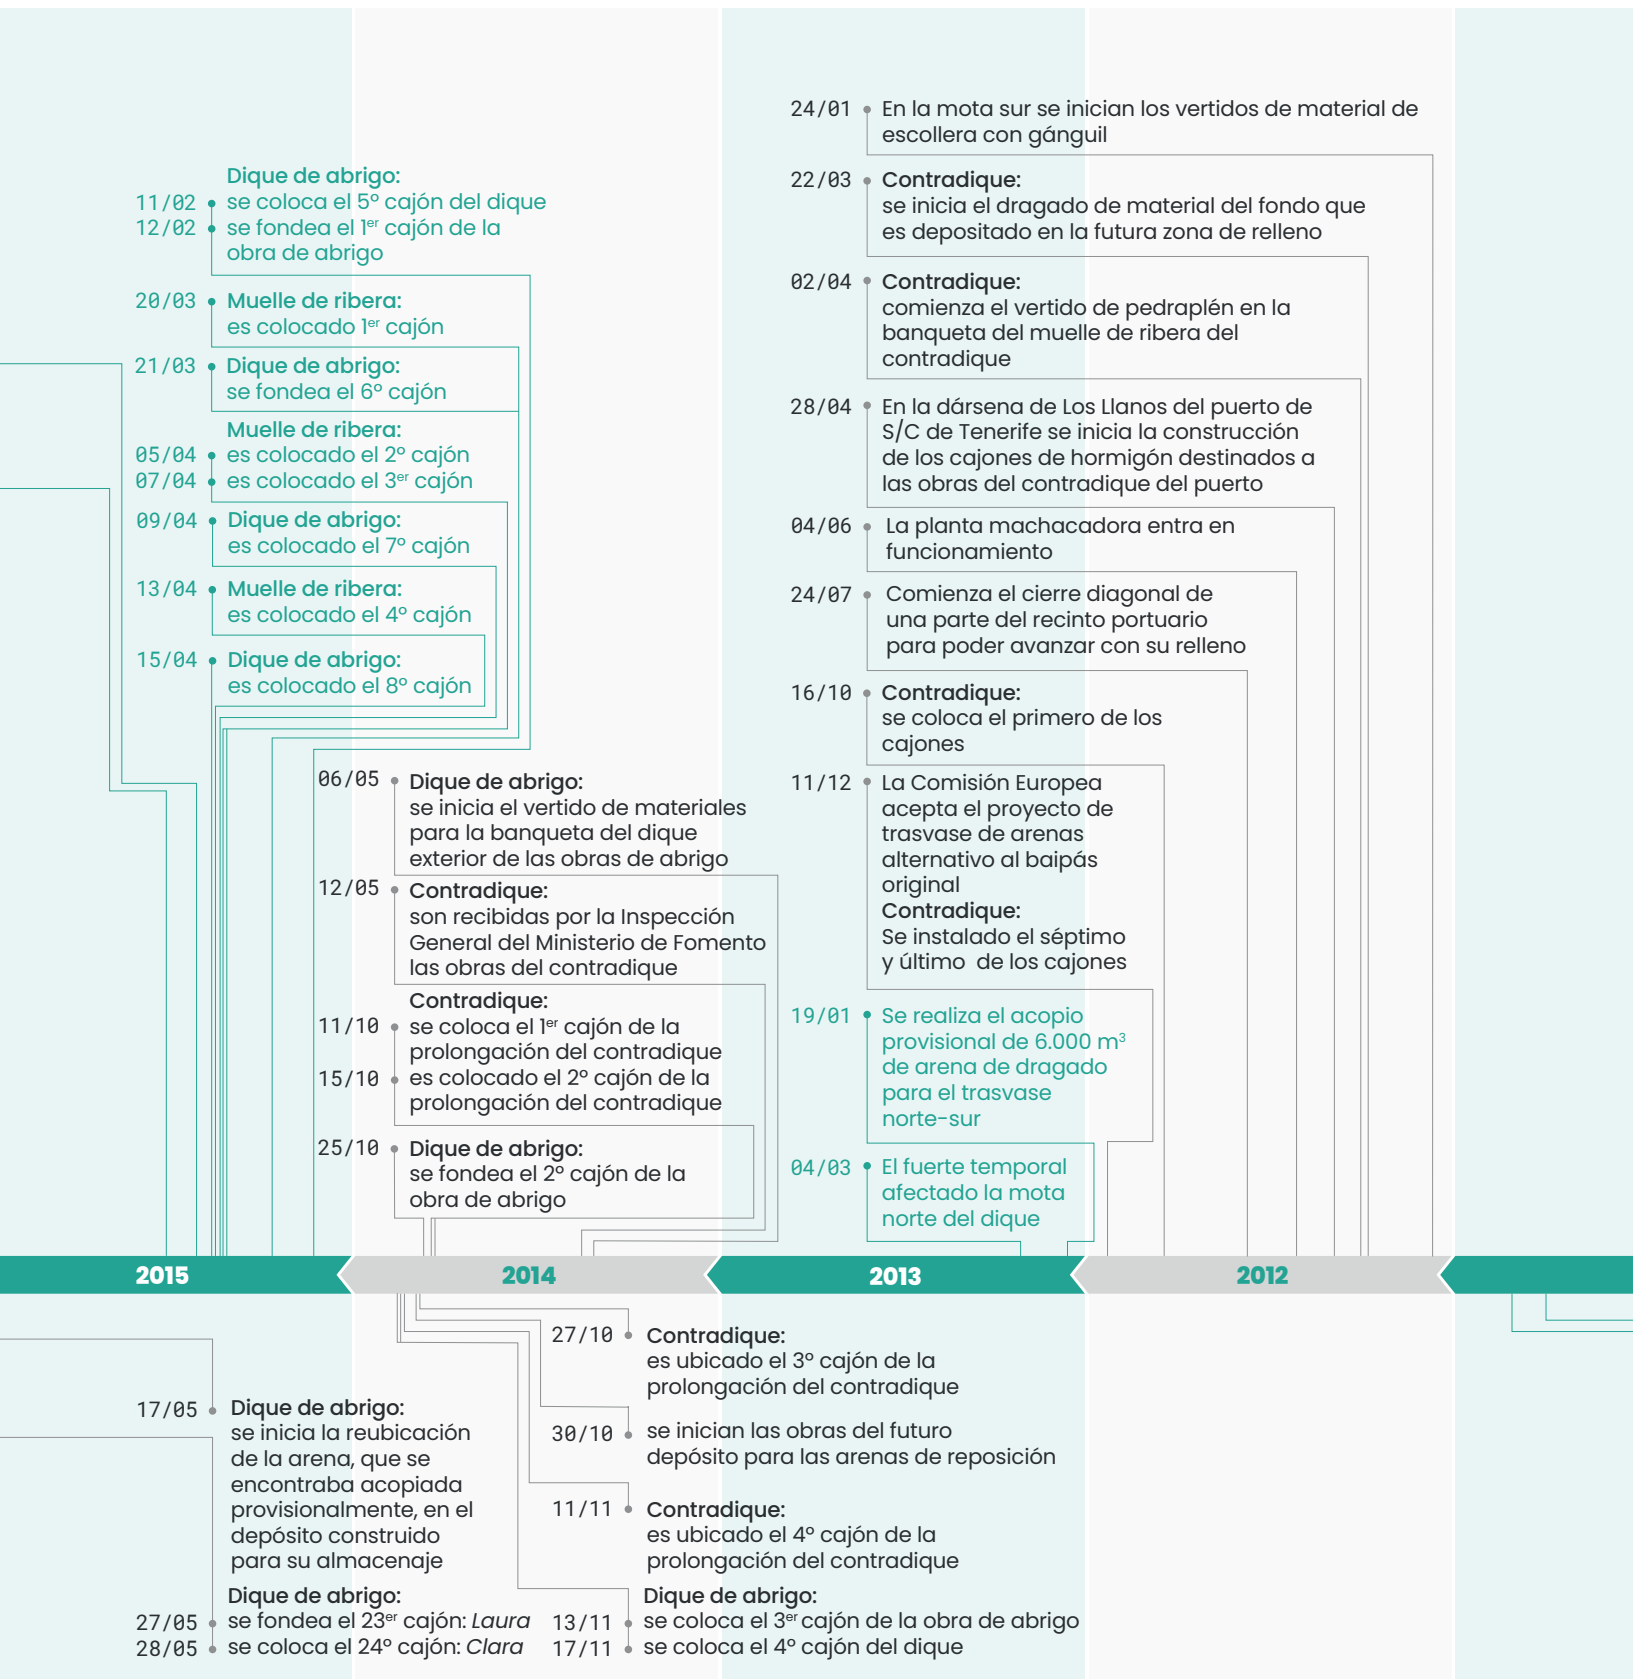 24/01 En la mota sur se inician los vertidos de material de
escollera con gánguil
22/03 Contradique:
se inicia el dragado de material del fondo que
es depositado en la futura zona de relleno
02/04 Contradique:
comienza el vertido de pedraplén en la
banqueta del muelle de ribera del
contradique
28/04 En la dársena de Los Llanos del puerto de
S/C de Tenerife se inicia la construcción
de los cajones de hormigón destinados a
las obras del contradique del puerto
04/06 La planta machacadora entra en
funcionamiento
24/07 Comienza el cierre diagonal de
una parte del recinto portuario
para poder avanzar con su relleno
16/10 Contradique:
se coloca el primero de los
cajones
11/12 La Comisión Europea
acepta el proyecto de
trasvase de arenas
alternativo al baipás
original
Contradique:
Se instalado el séptimo
y último de los cajones
19/01 Se realiza el acopio
provisional de 6.000 m³
de arena de dragado
para el trasvase
norte-sur
04/03 El fuerte temporal
afectado la mota
norte del dique
Dique de abrigo:
11/02 se coloca el 5º cajón del dique
12/02 se fondea el 1er cajón de la
obra de abrigo
20/03 Muelle de ribera:
es colocado 1er cajón
21/03 Dique de abrigo:
se fondea el 6º cajón
Muelle de ribera:
05/04 es colocado el 2º cajón
07/04 es colocado el 3er cajón
09/04 Dique de abrigo:
es colocado el 7º cajón
13/04 Muelle de ribera:
es colocado el 4º cajón
15/04 Dique de abrigo:
es colocado el 8º cajón
06/05 Dique de abrigo:
se inicia el vertido de materiales
para la banqueta del dique
exterior de las obras de abrigo
12/05 Contradique:
son recibidas por la Inspección
General del Ministerio de Fomento
las obras del contradique
Contradique:
11/10 se coloca el 1er cajón de la
prolongación del contradique
15/10 es colocado el 2º cajón de la
prolongación del contradique
25/10 Dique de abrigo:
se fondea el 2º cajón de la
obra de abrigo
2015
2014
2013
2012
27/10 Contradique:
es ubicado el 3º cajón de la
prolongación del contradique
30/10 se inician las obras del futuro
depósito para las arenas de reposición
11/11 Contradique:
es ubicado el 4º cajón de la
prolongación del contradique
Dique de abrigo:
13/11 se coloca el 3er cajón de la obra de abrigo
17/11 se coloca el 4º cajón del dique
17/05 Dique de abrigo:
se inicia la reubicación
de la arena, que se
encontraba acopiada
provisionalmente, en el
depósito construido
para su almacenaje
Dique de abrigo:
27/05 se fondea el 23er cajón: Laura
28/05 se coloca el 24º cajón: Clara